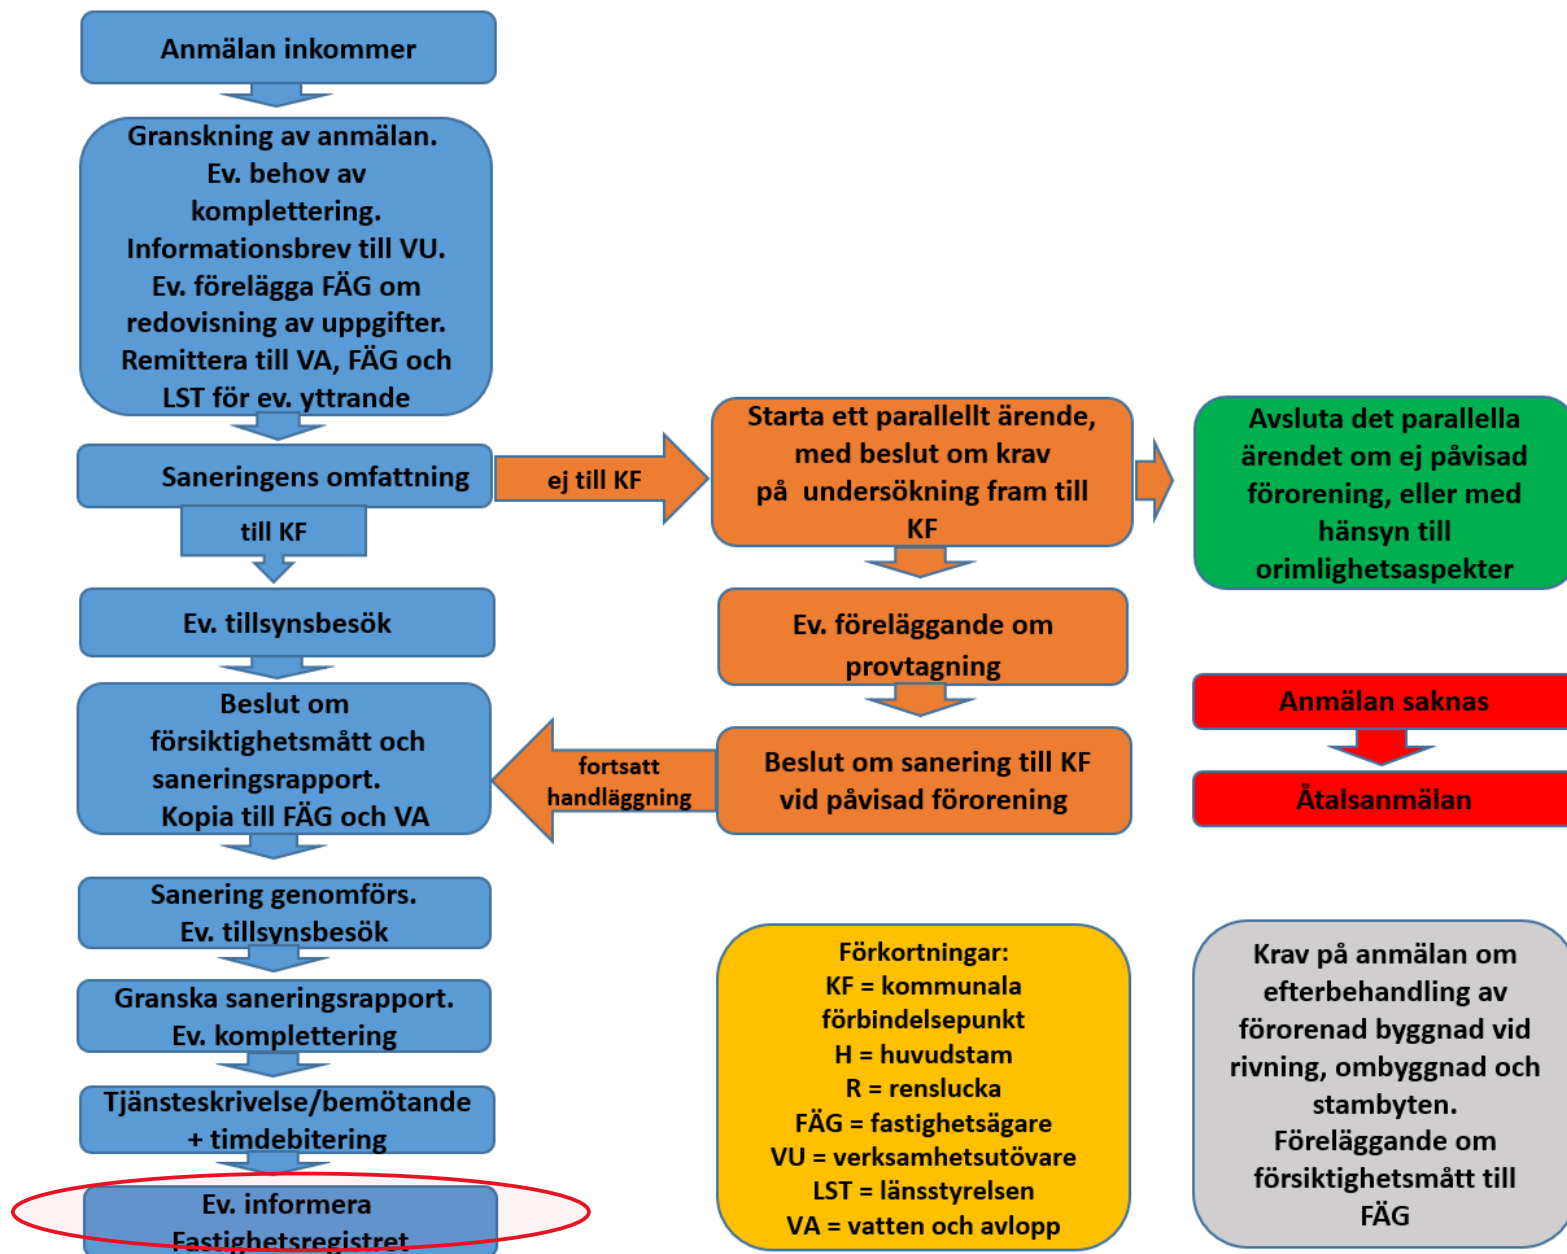 Anmälan inkommer
Granskning av anmälan.
Ev. behov av
komplettering.
Informationsbrev till VU.
Ev. förelägga FÄG om
redovisning av uppgifter.
Remittera till VA, FÄG och
LST för ev. yttrande
Saneringens omfattning
ej till KF
till KF
Starta ett parallellt ärende,
med beslut om krav
på undersökning fram till
KF
Avsluta det parallella
ärendet om ej påvisad
förorening, eller med
hänsyn till
orimlighetsaspekter
Ev. tillsynsbesök
Ev. föreläggande om
provtagning
Beslut om
försiktighetsmått och
saneringsrapport.
Kopia till FÄG och VA
fortsatt
handläggning
Beslut om sanering till KF
vid påvisad förorening
Anmälan saknas
Åtalsanmälan
Sanering genomförs.
Ev. tillsynsbesök
Granska saneringsrapport.
Ev. komplettering
Tjänsteskrivelse/bemötande
+ timdebitering
Ev. informera
Fastighetsregistret
Förkortningar:
KF = kommunala
förbindelsepunkt
H = huvudstam
R = renslucka
FÄG = fastighetsägare
VU = verksamhetsutövare
LST = länsstyrelsen
VA = vatten och avlopp
Krav på anmälan om
efterbehandling av
förorenad byggnad vid
rivning, ombyggnad och
stambyten.
Föreläggande om
försiktighetsmått till
FÄG